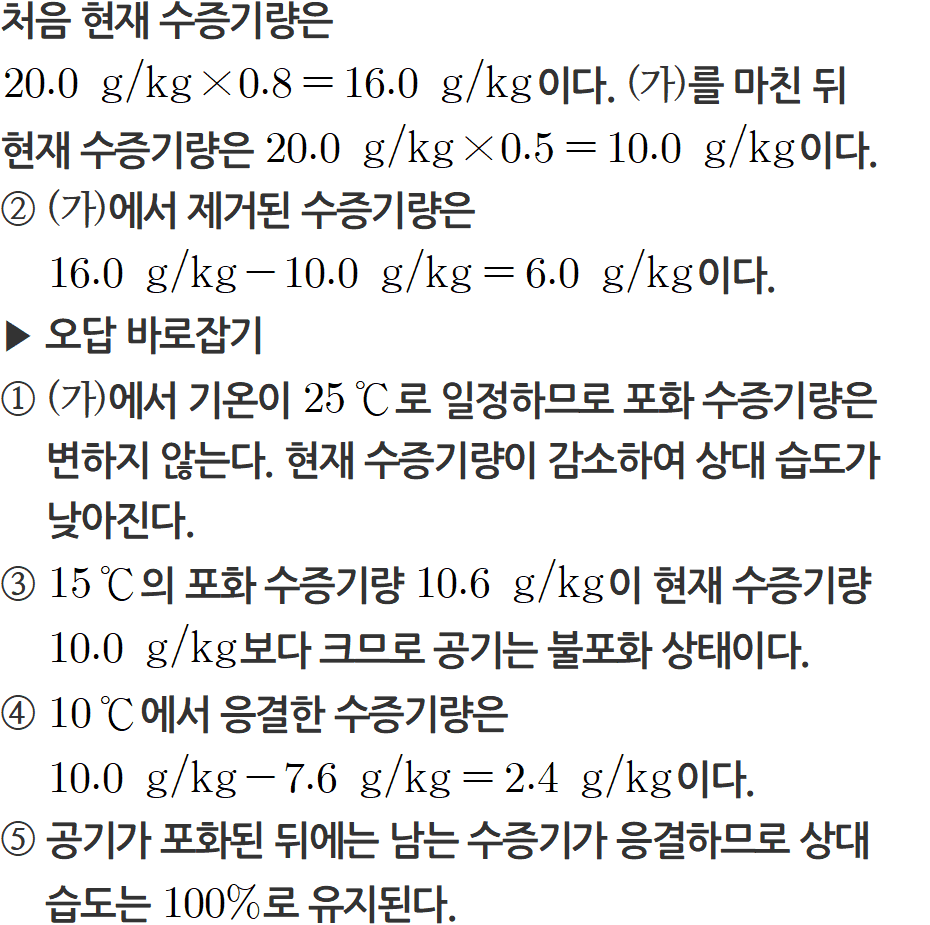 처음 현재 수증기량은
20.0 g/kg×0.8=16.0 g/kg이다. (가)를 마친 뒤
현재 수증기량은 20.0 g/kg×0.5=10.0 g/kg이다.
② (가)에서 제거된 수증기량은
16.0 g/kg-10.0 g/kg=6.0 g/kg이다.
▶ 오답 바로잡기
① (가)에서 기온이 25℃로 일정하므로 포화 수증기량은
변하지 않는다. 현재 수증기량이 감소하여 상대 습도가
낮아진다.
③ 15℃의 포화 수증기량 10.6 g/kg이 현재 수증기량
10.0 g/kg보다 크므로 공기는 불포화 상태이다.
④ 10℃에서 응결한 수증기량은
10.0 g/kg-7.6 g/kg=2.4 g/kg이다.
⑤ 공기가 포화된 뒤에는 남는 수증기가 응결하므로 상대
습도는 100%로 유지된다.